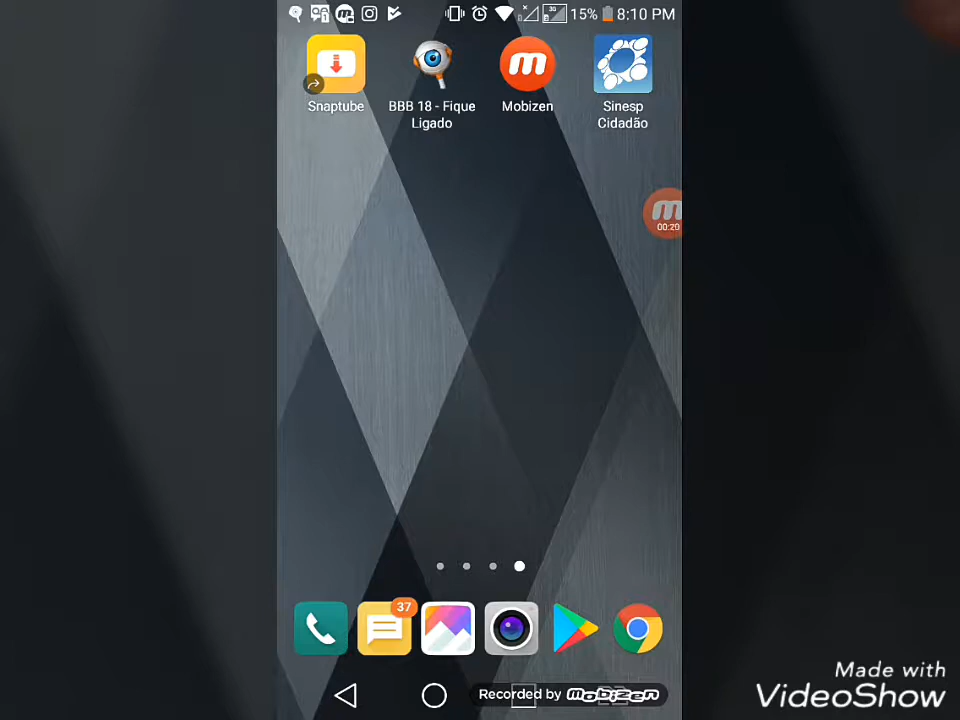 3G 15% 8:10 PM
Snaptube
BBB 18 - Fique
Ligado
Mobizen
Sinesp
Cidadão
00:20
37
Recorded by mobizen
Made with
VideoShow